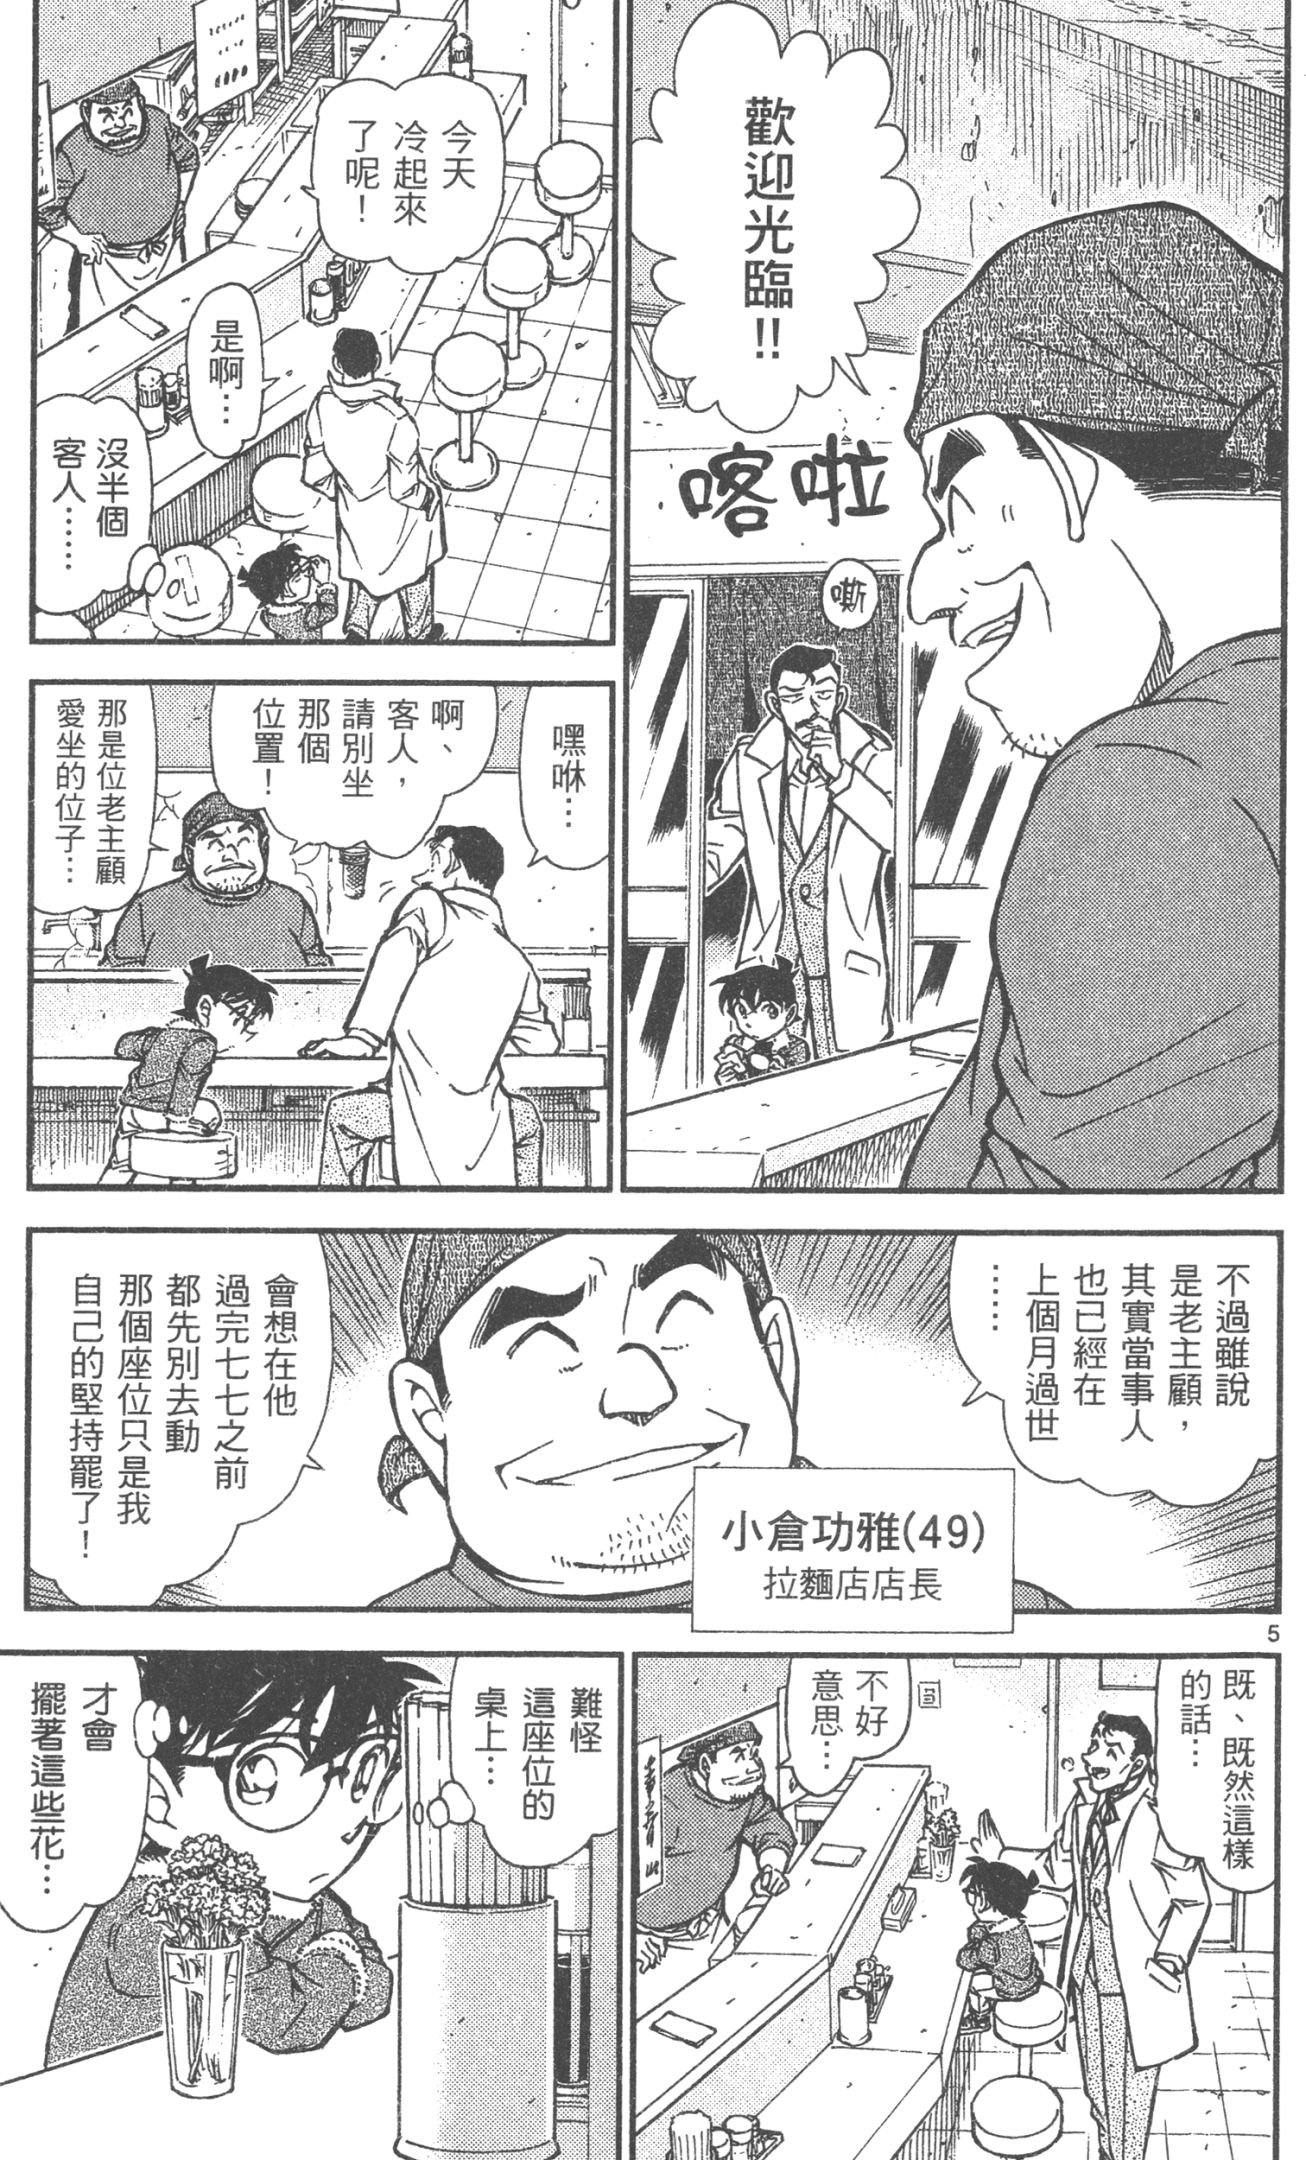 歡迎光臨!!
喀啦
嘶
今天
冷起來
了呢！
是啊…
沒半個
客人……
嘿咻…
啊、
客人，
請別坐
那個
位置！
那是位老主顧
愛坐的位子…
不過雖說
是老主顧，
其實當事人
也已經在
上個月過世
……
會想在他
過完七七之前
都先別去動
那個座位只是我
自己的堅持罷了！
小倉功雅(49)
拉麵店店長
5
既、既然這樣
的話…
不好
意思…
難怪
這座位的
桌上…
才會
擺著這些花…